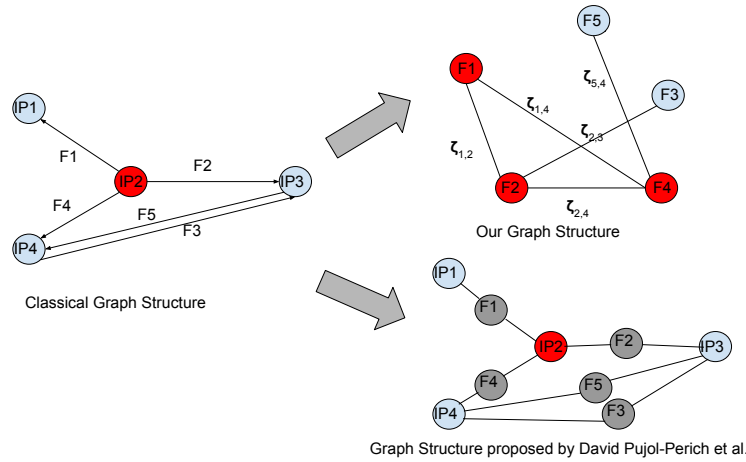 F5
F1
ζ5,4
IP1
ζ1,4
F3
F1
F2
ζ1,2
ζ2,3
IP2
IP3
F2
F4
F4
F5
ζ2,4
F3
Our Graph Structure
IP4
IP1
Classical Graph Structure
F1
IP2
F2
IP3
F4
F5
IP4
F3
Graph Structure proposed by David Pujol-Perich et al.